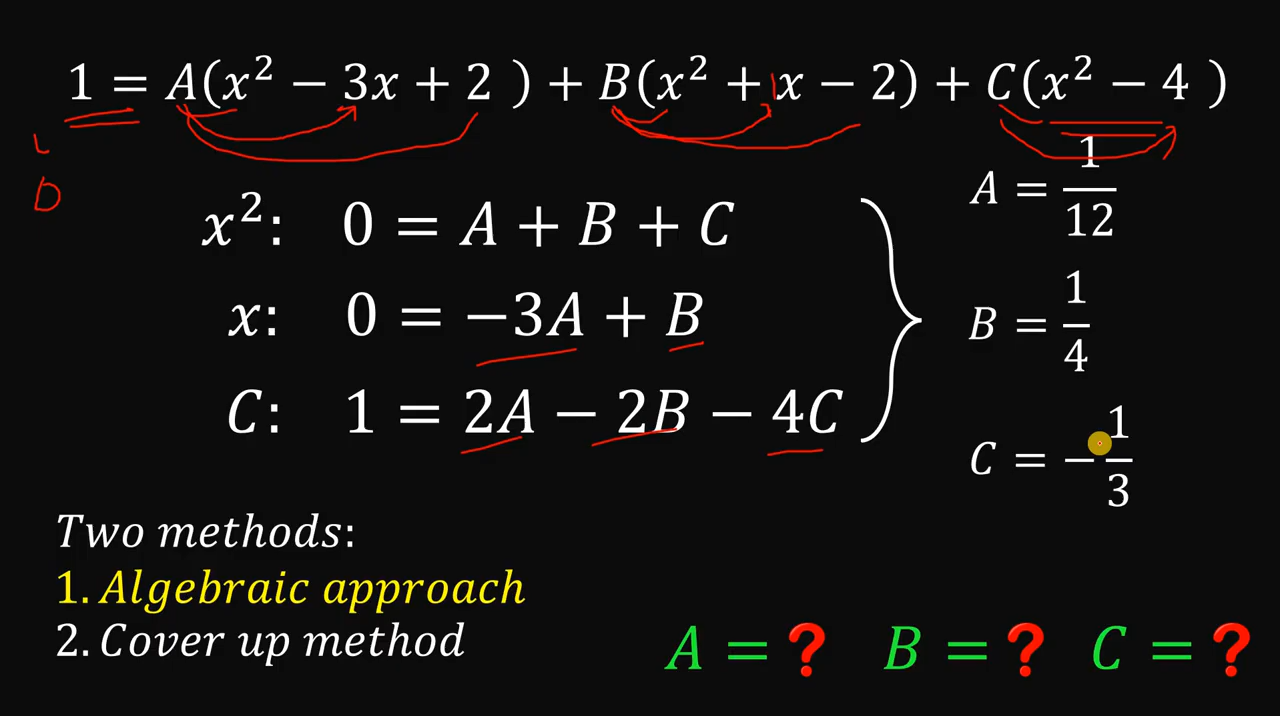 1 = A(x² − 3x + 2 ) + B(x² + x − 2) + C(x² − 4 )
0
x²: 0 = A + B + C
x: 0 = −3A + B
C: 1 = 2A − 2B − 4C
A = 1/12
B = 1/4
C = −1/3
Two methods:
1. Algebraic approach
2. Cover up method
A = ❓ B = ❓ C = ❓